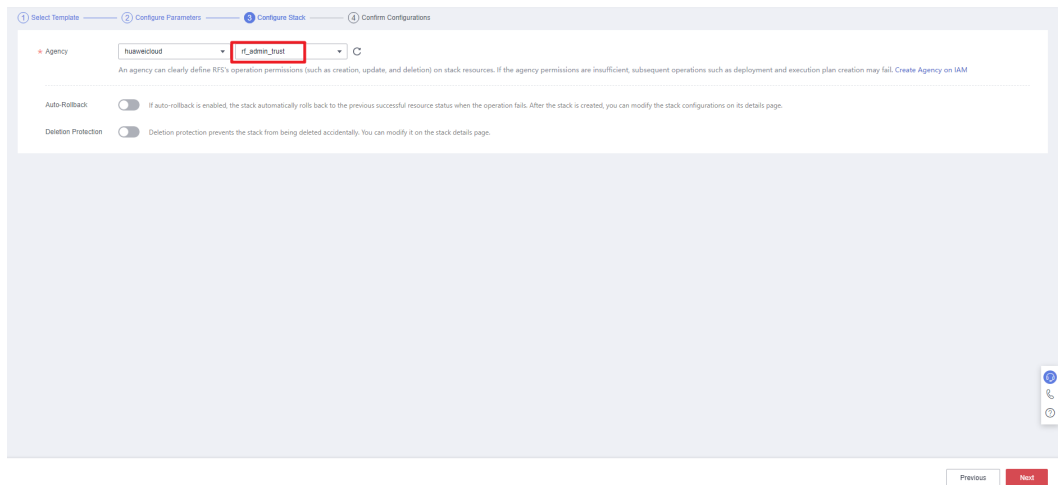 1 Select Template 2 Configure Parameters 3 Configure Stack 4 Confirm Configurations
* Agency huaweicloud rf_admin_trust
An agency can clearly define RFS's operation permissions (such as creation, update, and deletion) on stack resources. If the agency permissions are insufficient, subsequent operations such as deployment and execution plan creation may fail. Create Agency on IAM
Auto-Rollback If auto-rollback is enabled, the stack automatically rolls back to the previous successful resource status when the operation fails. After the stack is created, you can modify the stack configurations on its details page.
Deletion Protection Deletion protection prevents the stack from being deleted accidentally. You can modify it on the stack details page.
Previous Next